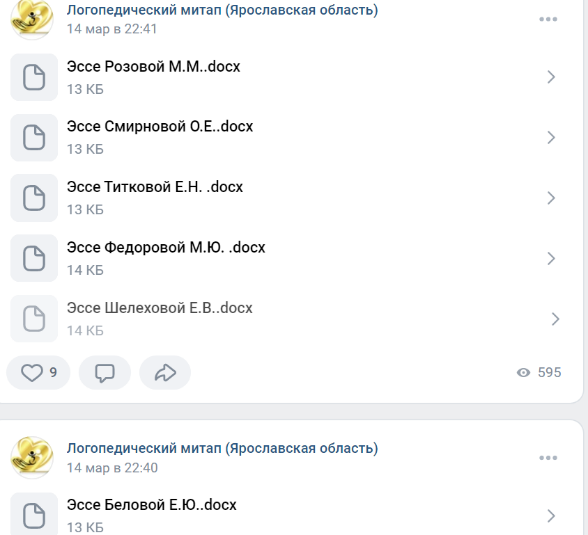 Логопедический митап (Ярославская область)
14 мар в 22:41
Эссе Розовой М.М..docx
13 КБ
Эссе Смирновой О.Е..docx
13 КБ
Эссе Титковой Е.Н. .docx
13 КБ
Эссе Федоровой М.Ю. .docx
14 КБ
Эссе Шелеховой Е.В..docx
14 КБ
9
595
Логопедический митап (Ярославская область)
14 мар в 22:40
Эссе Беловой Е.Ю..docx
13 КБ